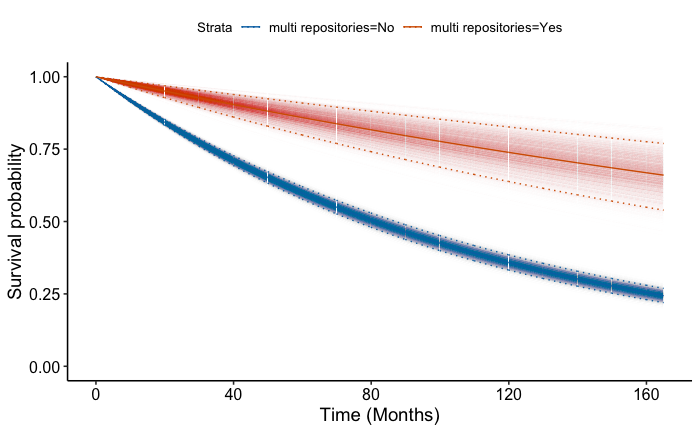 Strata multi repositories=No multi repositories=Yes
Survival probability
1.00
0.75
0.50
0.25
0.00
0 40 80 120 160
Time (Months)